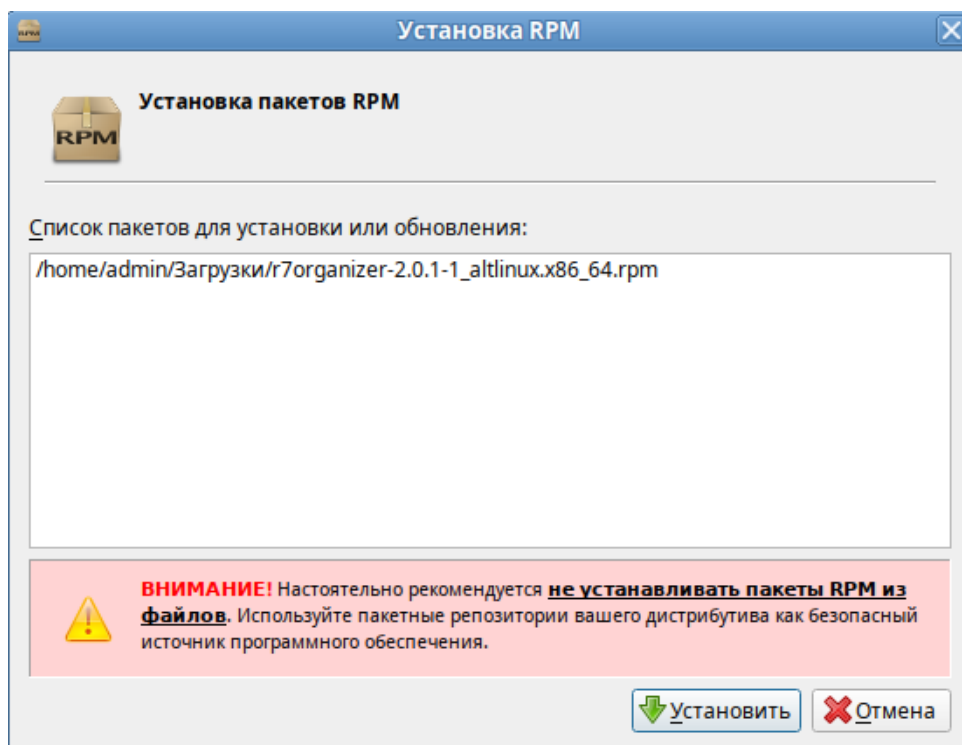 Установка RPM
Установка пакетов RPM
RPM
Список пакетов для установки или обновления:
/home/admin/Загрузки/r7organizer-2.0.1-1_altlinux.x86_64.rpm
ВНИМАНИЕ! Настоятельно рекомендуется не устанавливать пакеты RPM из
файлов. Используйте пакетные репозитории вашего дистрибутива как безопасный
источник программного обеспечения.
Установить
Отмена